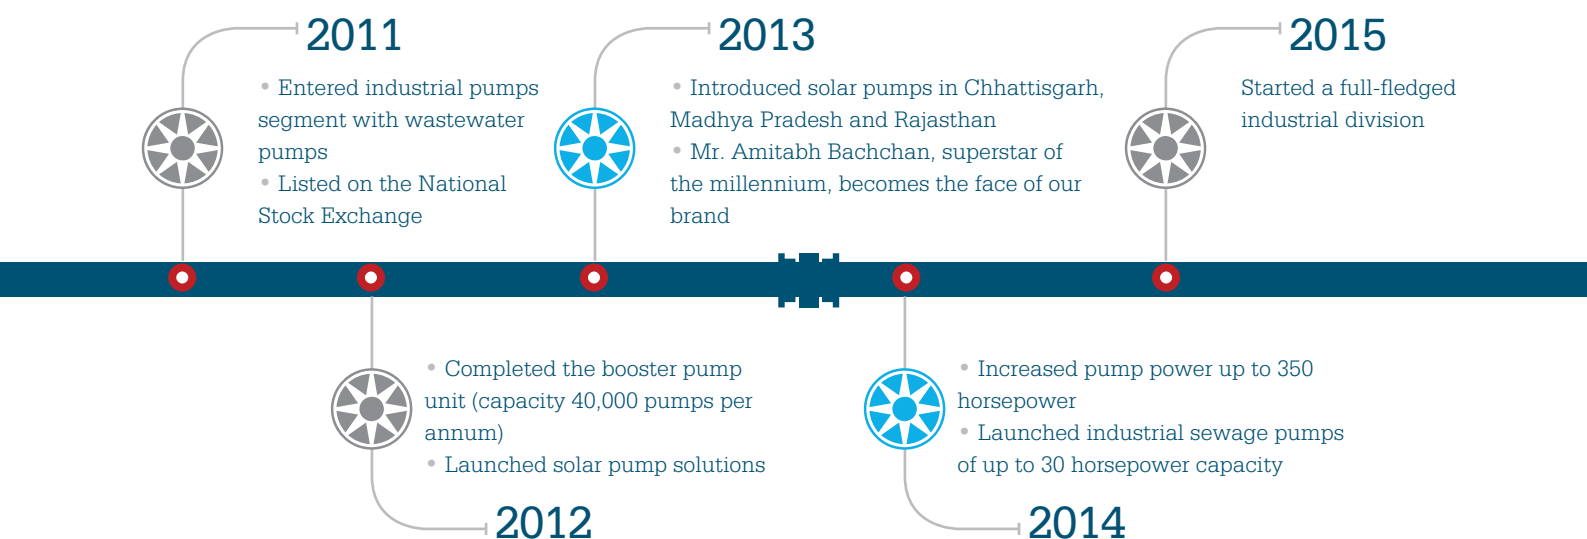 2011
• Entered industrial pumps
segment with wastewater
pumps
• Listed on the National
Stock Exchange
2013
• Introduced solar pumps in Chhattisgarh,
Madhya Pradesh and Rajasthan
• Mr. Amitabh Bachchan, superstar of
the millennium, becomes the face of our
brand
2015
Started a full-fledged
industrial division
• Completed the booster pump
unit (capacity 40,000 pumps per
annum)
• Launched solar pump solutions
2012
• Increased pump power up to 350
horsepower
• Launched industrial sewage pumps
of up to 30 horsepower capacity
2014